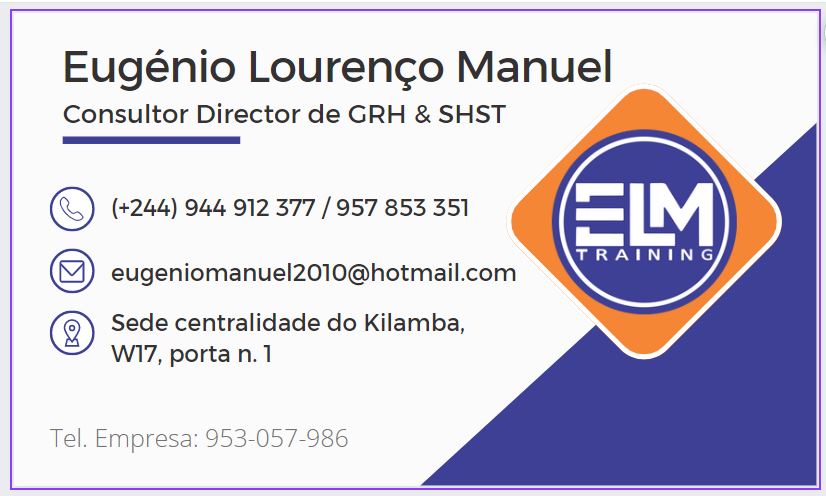 Eugénio Lourenço Manuel
Consultor Director de GRH & SHST
(+244) 944 912 377 / 957 853 351
eugeniomanuel2010@hotmail.com
Sede centralidade do Kilamba,
W17, porta n. 1
Tel. Empresa: 953-057-986
ELM
TRAINING